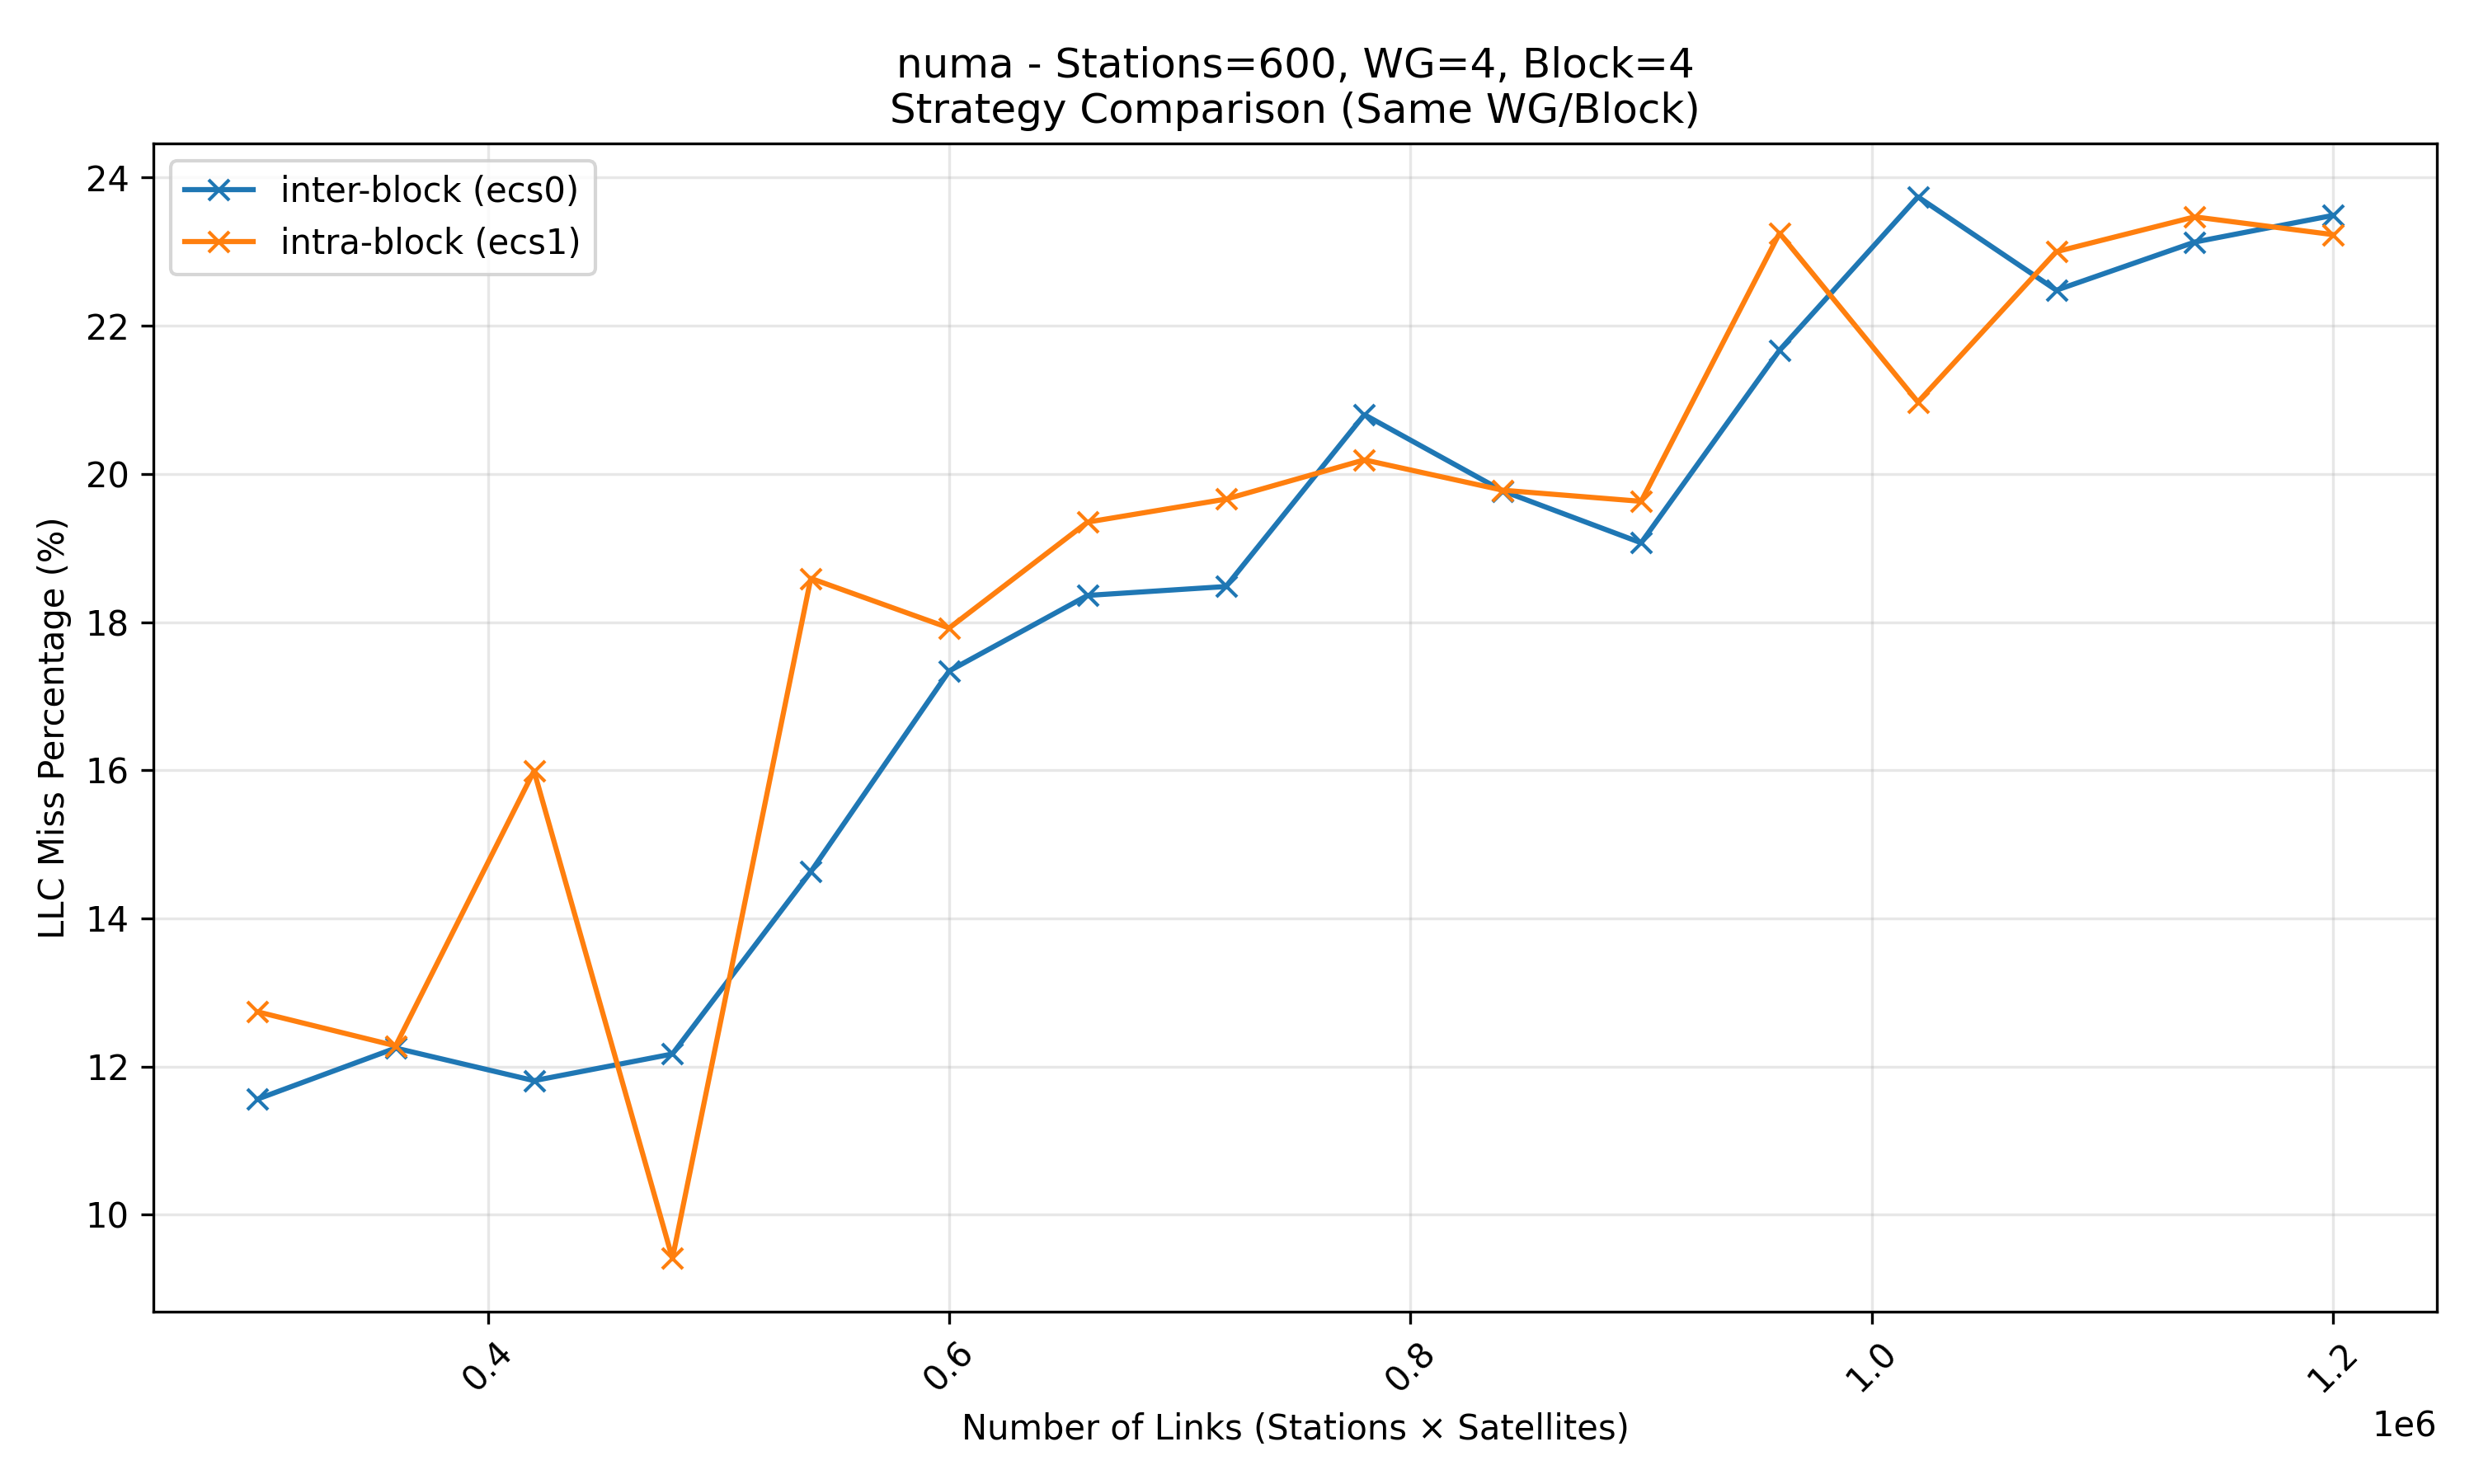 numa - Stations=600, WG=4, Block=4
Strategy Comparison (Same WG/Block)
inter-block (ecs0)
intra-block (ecs1)
LLC Miss Percentage (%)
24
22
20
18
16
14
12
10
0.4
0.6
0.8
1.0
1.2
1e6
Number of Links (Stations × Satellites)